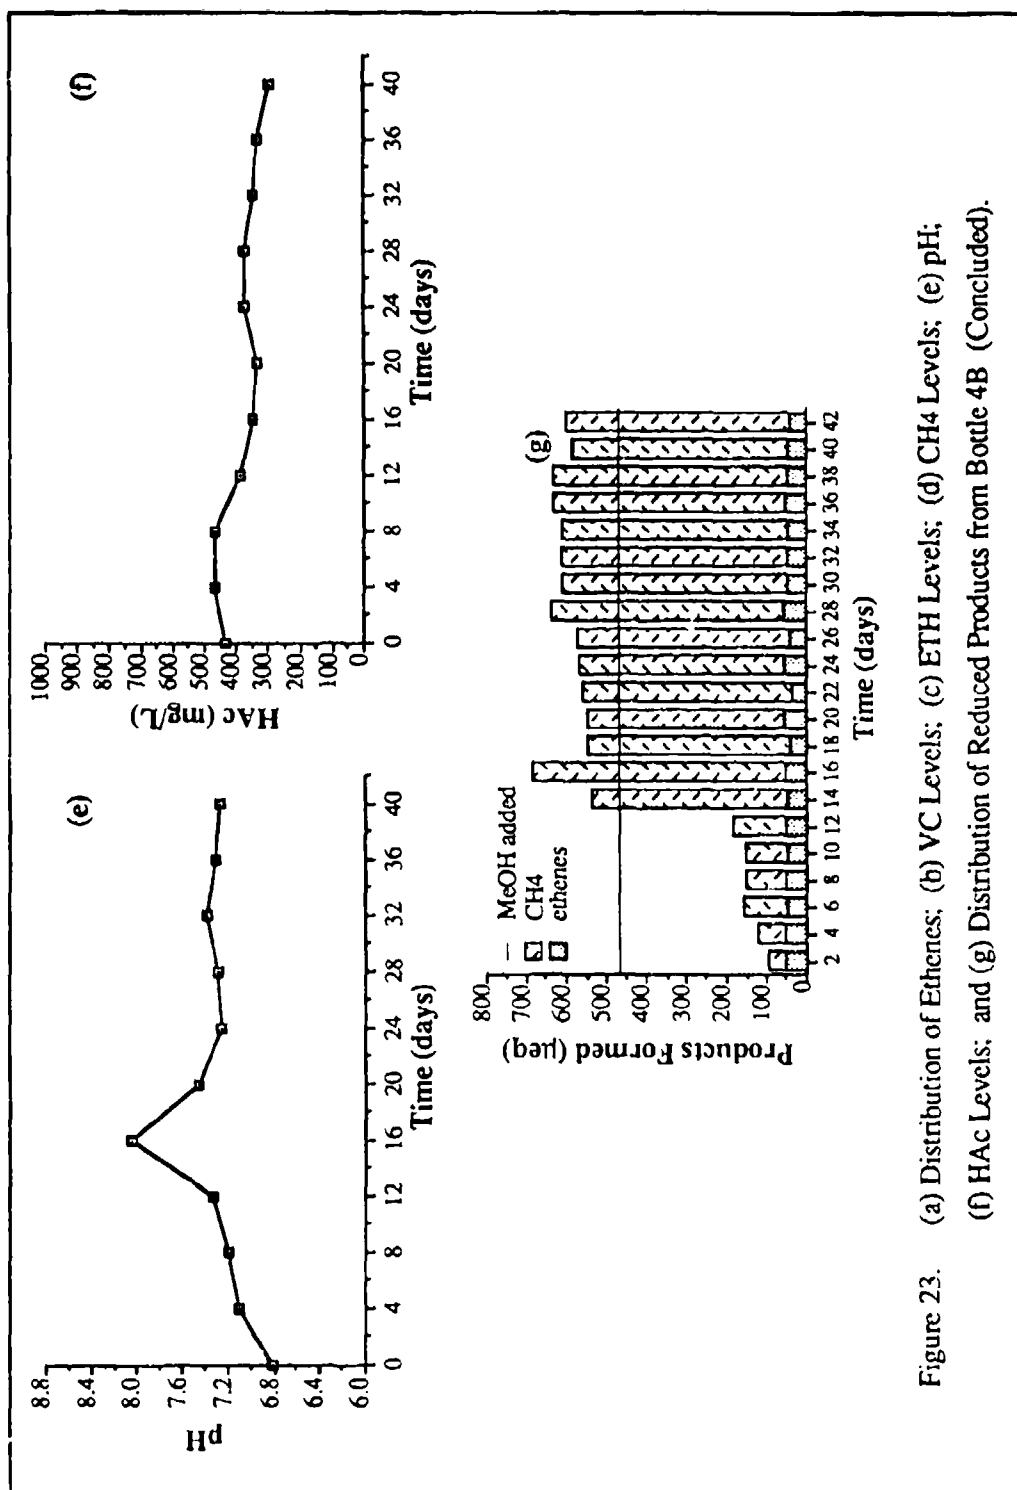 (e)
pH
8.8
8.0
7.6
7.2
6.8
6.4
6.0
0 4 8 12 16 20 24 28 32 36 40
Time (days)
(f)
HAc (mg/L)
1000
900
800
700
600
500
400
300
200
100
0
0 4 8 12 16 20 24 28 32 36 40
Time (days)
(g)
Products Formed (µeq)
800
700
600
500
400
300
200
100
0
MeOH added
CH4
ethenes
2 4 6 8 10 12 14 16 18 20 22 24 26 28 30 32 34 36 38 40 42
Time (days)
Figure 23. (a) Distribution of Ethenes; (b) VC Levels; (c) ETH Levels; (d) CH4 Levels; (e) pH;
(f) HAc Levels; and (g) Distribution of Reduced Products from Bottle 4B (Concluded).